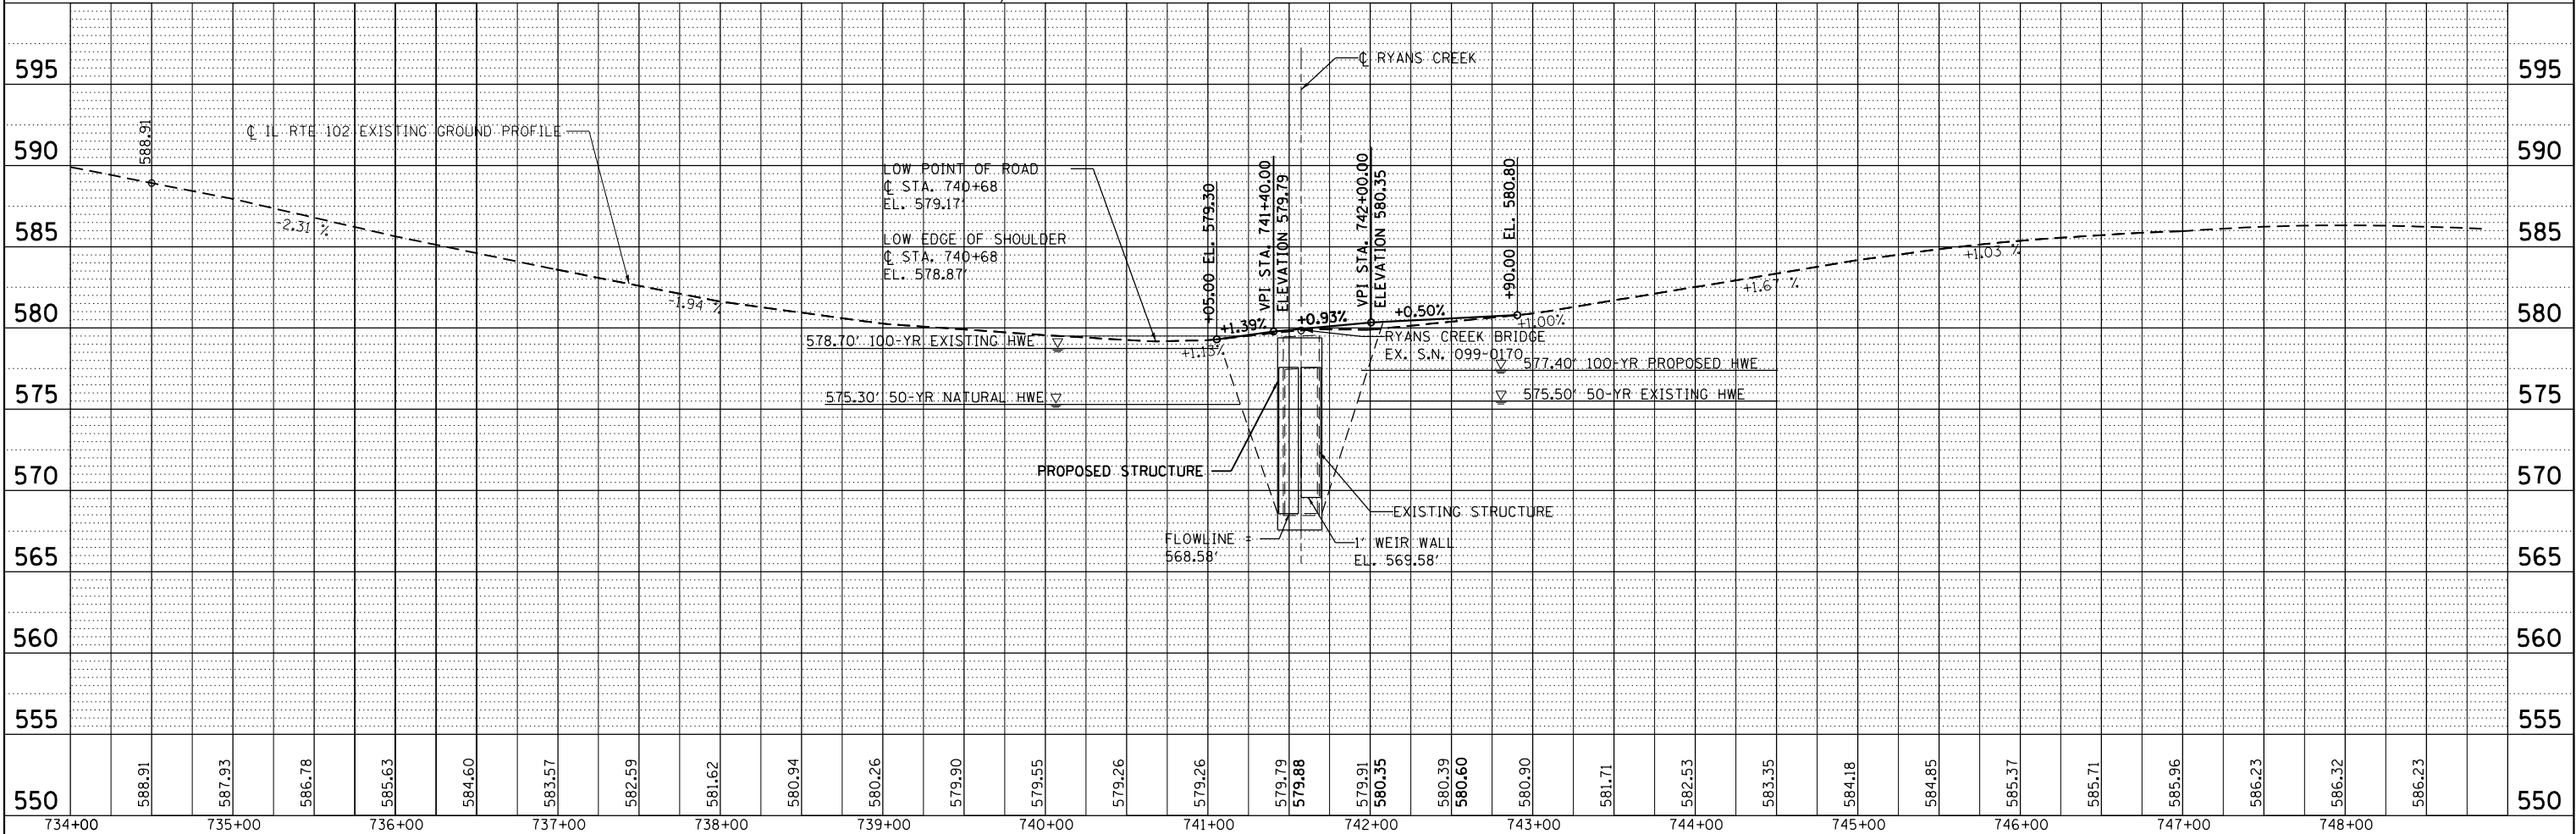 595
595
℄ RYANS CREEK
℄ IL RTE 102 EXISTING GROUND PROFILE
588.91
590
590
LOW POINT OF ROAD
℄ STA. 740+68
EL. 579.17'
LOW EDGE OF SHOULDER
℄ STA. 740+68
EL. 578.87'
+05.00 EL. 579.30
VPI STA. 741+40.00
ELEVATION 579.79
VPI STA. 742+00.00
ELEVATION 580.35
+90.00 EL. 580.80
585
585
-2.31 %
+1.03 %
-1.94 %
+1.67 %
580
580
+1.39%
+0.93%
+0.50%
+1.00%
+1.13%
578.70' 100-YR EXISTING HWE
RYANS CREEK BRIDGE
EX. S.N. 099-0170
577.40' 100-YR PROPOSED HWE
575
575
575.30' 50-YR NATURAL HWE
575.50' 50-YR EXISTING HWE
570
570
PROPOSED STRUCTURE
EXISTING STRUCTURE
FLOWLINE =
568.58'
1' WEIR WALL
EL. 569.58'
565
565
560
560
555
555
550
550
588.91
587.93
586.78
585.63
584.60
583.57
582.59
581.62
580.94
580.26
579.90
579.55
579.26
579.26
579.79
579.88
579.91
580.35
580.39
580.60
580.90
581.71
582.53
583.35
584.18
584.85
585.37
585.71
585.96
586.23
586.32
586.23
734+00 735+00 736+00 737+00 738+00 739+00 740+00 741+00 742+00 743+00 744+00 745+00 746+00 747+00 748+00